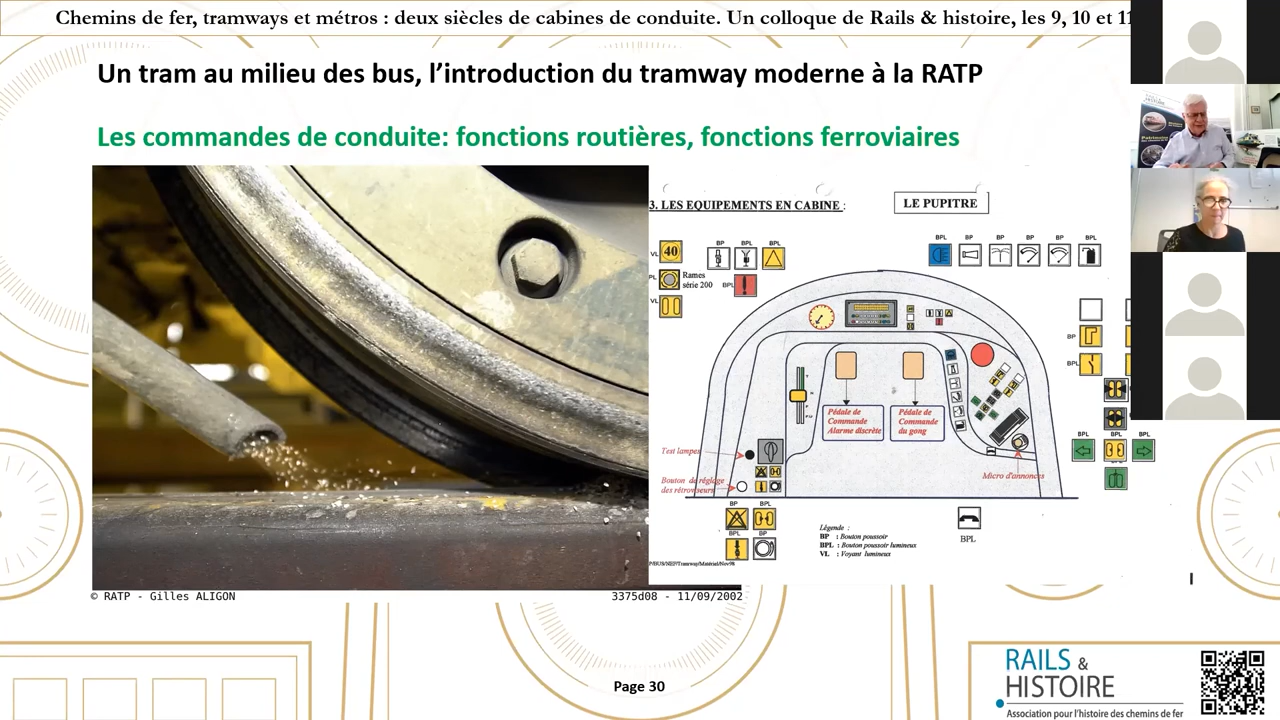 Chemins de fer, tramways et métros : deux siècles de cabines de conduite. Un colloque de Rails & histoire, les 9, 10 et 11
Un tram au milieu des bus, l'introduction du tramway moderne à la RATP
Les commandes de conduite: fonctions routières, fonctions ferroviaires
3. LES EQUIPEMENTS EN CABINE :
LE PUPITRE
BP BPL BPL
BPL BP BP BP BP BPL
VL 40
PL Rames
série 200
BPL
VL
BP
BPL
Pédale de
Commande
Alarme discrète
Pédale de
Commande
du gong
Test lampes
Bouton de réglage
des rétroviseurs
Micro d'annonces
BPL BPL BPL
BP BPL
BPL BP
BPL
Légende :
BP : Bouton poussoir
BPL : Bouton poussoir lumineux
VL : Voyant lumineux
© RATP - Gilles ALIGON
3375d08 - 11/09/2002
Page 30
RAILS &
HISTOIRE
Association pour l'histoire des chemins de fer